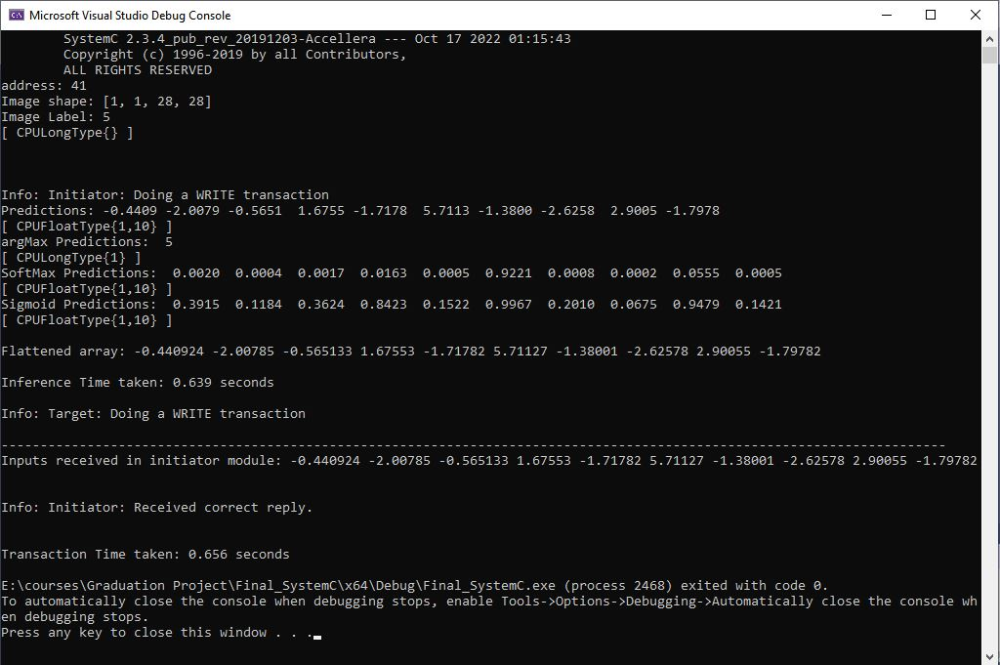 Microsoft Visual Studio Debug Console
SystemC 2.3.4_pub_rev_20191203-Accellera --- Oct 17 2022 01:15:43
Copyright (c) 1996-2019 by all Contributors,
ALL RIGHTS RESERVED
address: 41
Image shape: [1, 1, 28, 28]
Image Label: 5
[ CPULongType{} ]
Info: Initiator: Doing a WRITE transaction
Predictions: -0.4409 -2.0079 -0.5651  1.6755 -1.7178  5.7113 -1.3800 -2.6258  2.9005 -1.7978
[ CPUFloatType{1,10} ]
argMax Predictions:  5
[ CPULongType{1} ]
SoftMax Predictions:  0.0020  0.0004  0.0017  0.0163  0.0005  0.9221  0.0008  0.0002  0.0555  0.0005
[ CPUFloatType{1,10} ]
Sigmoid Predictions:  0.3915  0.1184  0.3624  0.8423  0.1522  0.9967  0.2010  0.0675  0.9479  0.1421
[ CPUFloatType{1,10} ]
Flattened array: -0.440924 -2.00785 -0.565133 1.67553 -1.71782 5.71127 -1.38001 -2.62578 2.90055 -1.79782
Inference Time taken: 0.639 seconds
Info: Target: Doing a WRITE transaction
-------------------------------------------------------------------------------------------------------------------------
Inputs received in initiator module: -0.440924 -2.00785 -0.565133 1.67553 -1.71782 5.71127 -1.38001 -2.62578 2.90055 -1.79782
Info: Initiator: Received correct reply.
Transaction Time taken: 0.656 seconds
E:\courses\Graduation Project\Final_SystemC\x64\Debug\Final_SystemC.exe (process 2468) exited with code 0.
To automatically close the console when debugging stops, enable Tools->Options->Debugging->Automatically close the console wh
en debugging stops.
Press any key to close this window . . .